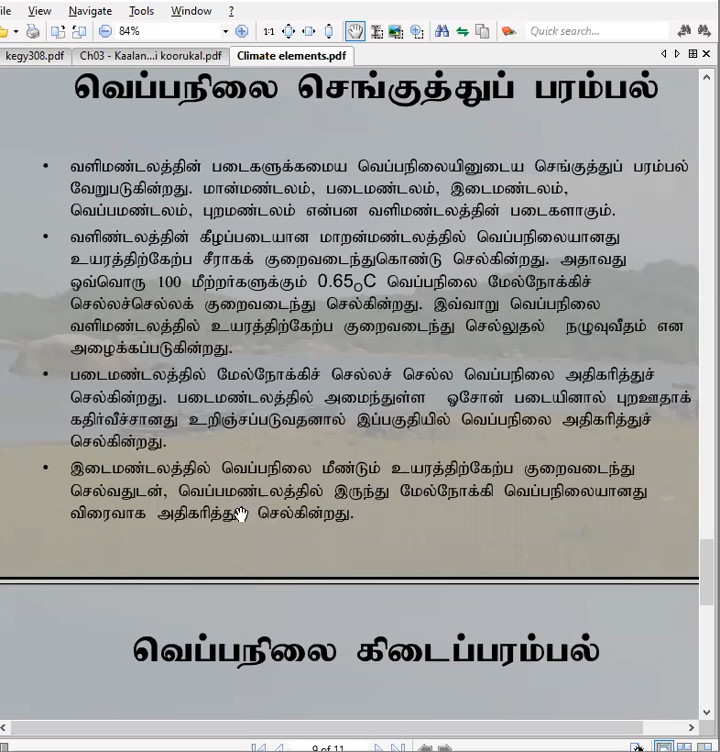 ile View Navigate Tools Window ?
84% 1:1 Quick search...
kegy308.pdf Ch03 - Kaalan...i koorukal.pdf Climate elements.pdf
வெப்பநிலை செங்குத்துப் பரம்பல்
• வளிமண்டலத்தின் படைகளுக்கமைய வெப்பநிலையினுடைய செங்குத்துப் பரம்பல்
வேறுபடுகின்றது. மான்மண்டலம், படைமண்டலம், இடைமண்டலம்,
வெப்பமண்டலம், புறமண்டலம் என்பன வளிமண்டலத்தின் படைகளாகும்.
• வளிண்டலத்தின் கீழப்படையான மாறன்மண்டலத்தில் வெப்பநிலையானது
உயரத்திற்கேற்ப சீராகக் குறைவடைந்துகொண்டு செல்கின்றது. அதாவது
ஒவ்வொரு 100 மீற்றர்களுக்கும் 0.65oC வெப்பநிலை மேல்நோக்கிச்
செல்லச்செல்லக் குறைவடைந்து செல்கின்றது. இவ்வாறு வெப்பநிலை
வளிமண்டலத்தில் உயரத்திற்கேற்ப குறைவடைந்து செல்லுதல் நழுவுவீதம் என
அழைக்கப்படுகின்றது.
• படைமண்டலத்தில் மேல்நோக்கிச் செல்லச் செல்ல வெப்பநிலை அதிகரித்துச்
செல்கின்றது. படைமண்டலத்தில் அமைந்துள்ள ஓசோன் படையினால் புறஊதாக்
கதிர்வீச்சானது உறிஞ்சப்படுவதனால் இப்பகுதியில் வெப்பநிலை அதிகரித்துச்
செல்கின்றது.
• இடைமண்டலத்தில் வெப்பநிலை மீண்டும் உயரத்திற்கேற்ப குறைவடைந்து
செல்வதுடன், வெப்பமண்டலத்தில் இருந்து மேல்நோக்கி வெப்பநிலையானது
விரைவாக செல்கின்றது.
வெப்பநிலை கிடைப்பரம்பல்
9 of 11